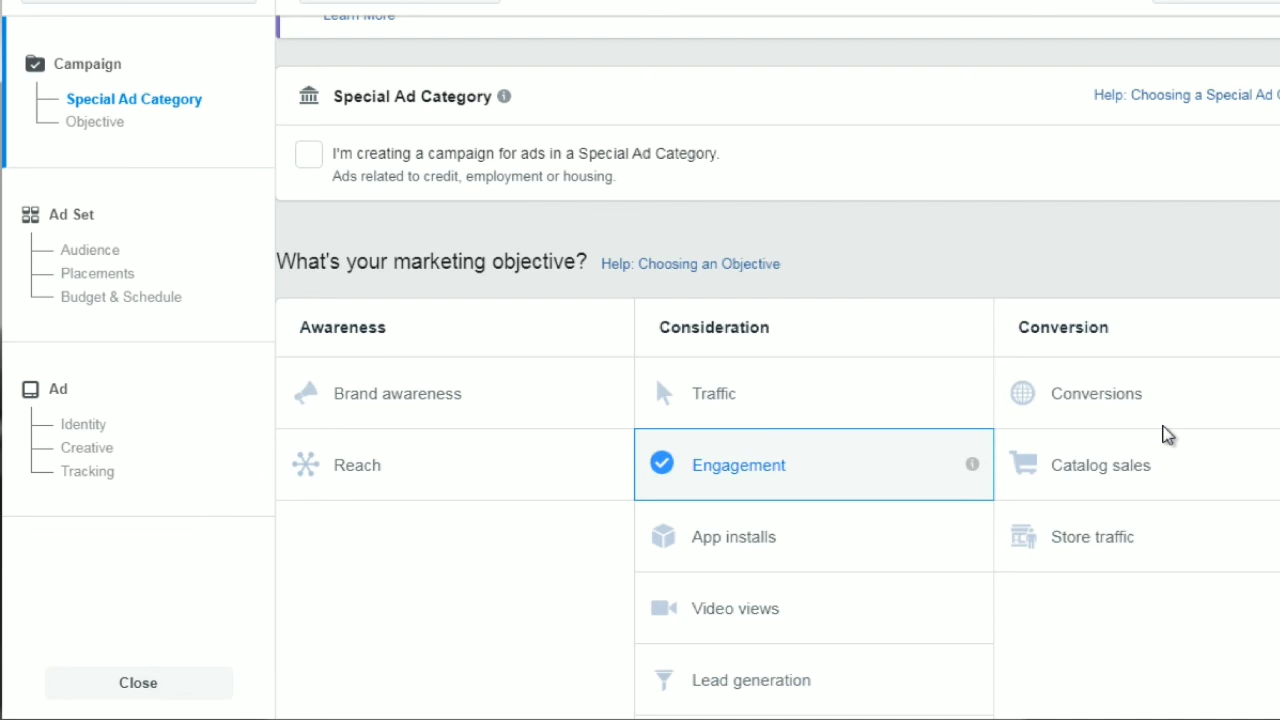 Learn More
Campaign
Special Ad Category
Objective
Ad Set
Audience
Placements
Budget & Schedule
Ad
Identity
Creative
Tracking
Close
Special Ad Category
Help: Choosing a Special Ad
I'm creating a campaign for ads in a Special Ad Category.
Ads related to credit, employment or housing.
What's your marketing objective? Help: Choosing an Objective
Awareness
Brand awareness
Reach
Consideration
Traffic
Engagement
App installs
Video views
Lead generation
Conversion
Conversions
Catalog sales
Store traffic